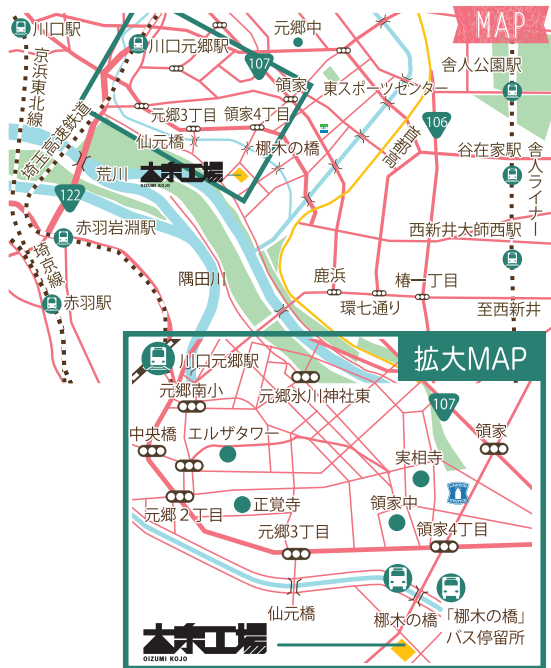 MAP
川口駅
川口元郷駅
元郷中
107
舎人公園駅
京浜東北線
領家
東スポーツセンター
埼玉高速鉄道
元郷3丁目
領家4丁目
首都高
106
仙元橋
梛木の橋
谷在家駅
舎人ライナー
荒川
大泉工場
OIZUMI KOJO
122
赤羽岩淵駅
西新井大師西駅
埼京線
隅田川
鹿浜
椿一丁目
赤羽駅
環七通り
至西新井
拡大MAP
川口元郷駅
元郷南小
元郷氷川神社東
107
中央橋
エルザタワー
領家
実相寺
LAWSON
正覚寺
元郷2丁目
領家中
元郷3丁目
領家4丁目
仙元橋
梛木の橋
「梛木の橋」
バス停留所
大泉工場
OIZUMI KOJO